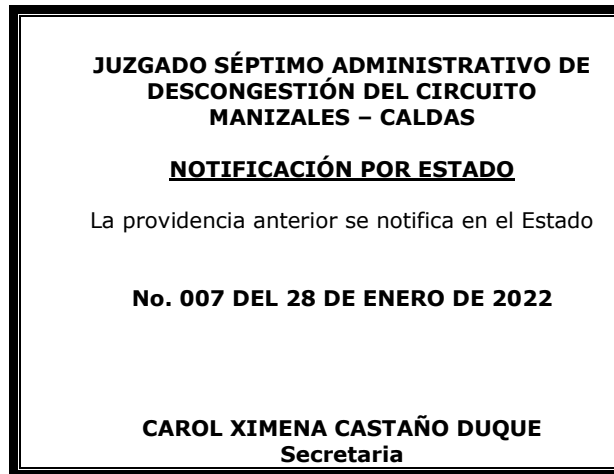 JUZGADO SÉPTIMO ADMINISTRATIVO DE
DESCONGESTIÓN DEL CIRCUITO
MANIZALES – CALDAS
NOTIFICACIÓN POR ESTADO
La providencia anterior se notifica en el Estado
No. 007 DEL 28 DE ENERO DE 2022
CAROL XIMENA CASTAÑO DUQUE
Secretaria